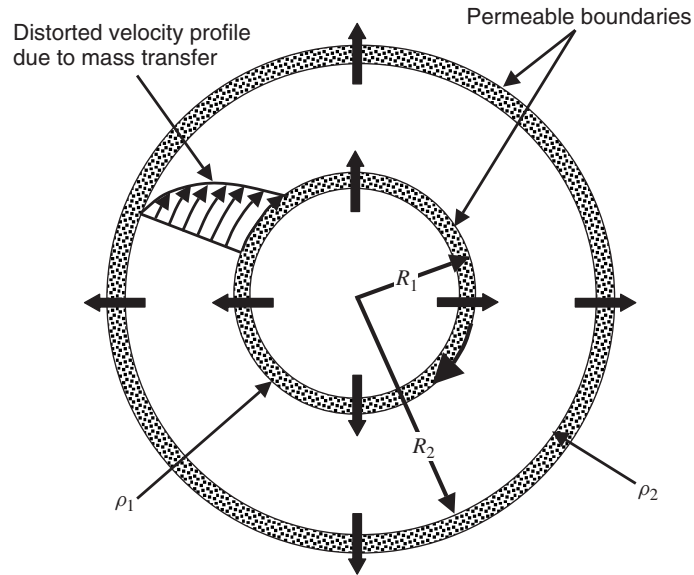 Permeable boundaries
Distorted velocity profile
due to mass transfer
R₁
R₂
ρ₁
ρ₂